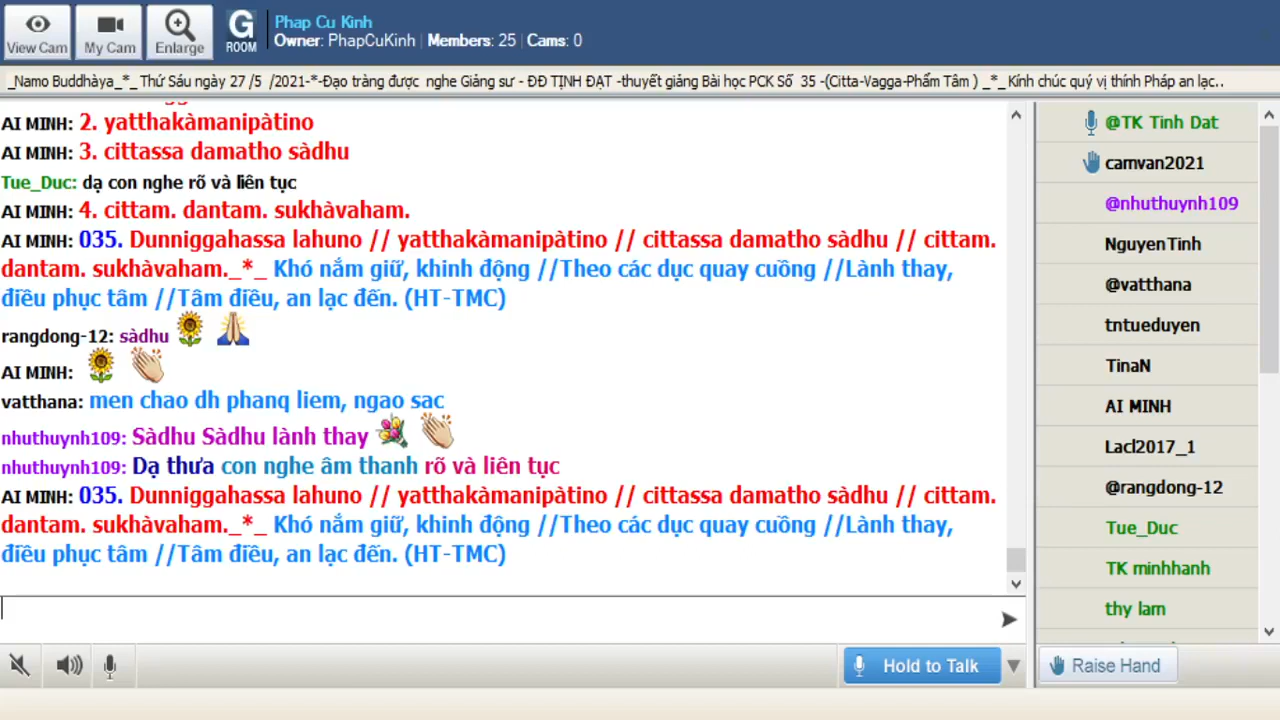 View Cam
My Cam
Enlarge
G
ROOM
Phap Cu Kinh
Owner: PhapCuKinh | Members: 25 | Cams: 0
_Namo Buddhàya_*_ Thứ Sáu ngày 27 /5 /2021-*-Đạo tràng được nghe Giảng sư - ĐĐ TỊNH ĐẠT -thuyết giảng Bài học PCK Số 35 -(Citta-Vagga-Phẩm Tâm ) _*_ Kính chúc quý vị thính Pháp an lạc..
AI MINH: 2. yatthakàmanipàtino
AI MINH: 3. cittassa damatho sàdhu
Tue_Duc: dạ con nghe rõ và liên tục
AI MINH: 4. cittam. dantam. sukhàvaham.
AI MINH: 035. Dunniggahassa lahuno // yatthakàmanipàtino // cittassa damatho sàdhu // cittam.
dantam. sukhàvaham._*_ Khó nắm giữ, khinh động //Theo các dục quay cuồng //Lành thay,
điều phục tâm //Tâm điều, an lạc đến. (HT-TMC)
rangdong-12: sàdhu
AI MINH:
vatthana: men chao dh phanq liem, ngao sac
nhuthuynh109: Sàdhu Sàdhu lành thay
nhuthuynh109: Dạ thưa con nghe âm thanh rõ và liên tục
AI MINH: 035. Dunniggahassa lahuno // yatthakàmanipàtino // cittassa damatho sàdhu // cittam.
dantam. sukhàvaham._*_ Khó nắm giữ, khinh động //Theo các dục quay cuồng //Lành thay,
điều phục tâm //Tâm điều, an lạc đến. (HT-TMC)
@TK Tinh Dat
camvan2021
@nhuthuynh109
NguyenTinh
@vatthana
tntueduyen
TinaN
AI MINH
Lacl2017_1
@rangdong-12
Tue_Duc
TK minhhanh
thy lam
Hold to Talk
Raise Hand